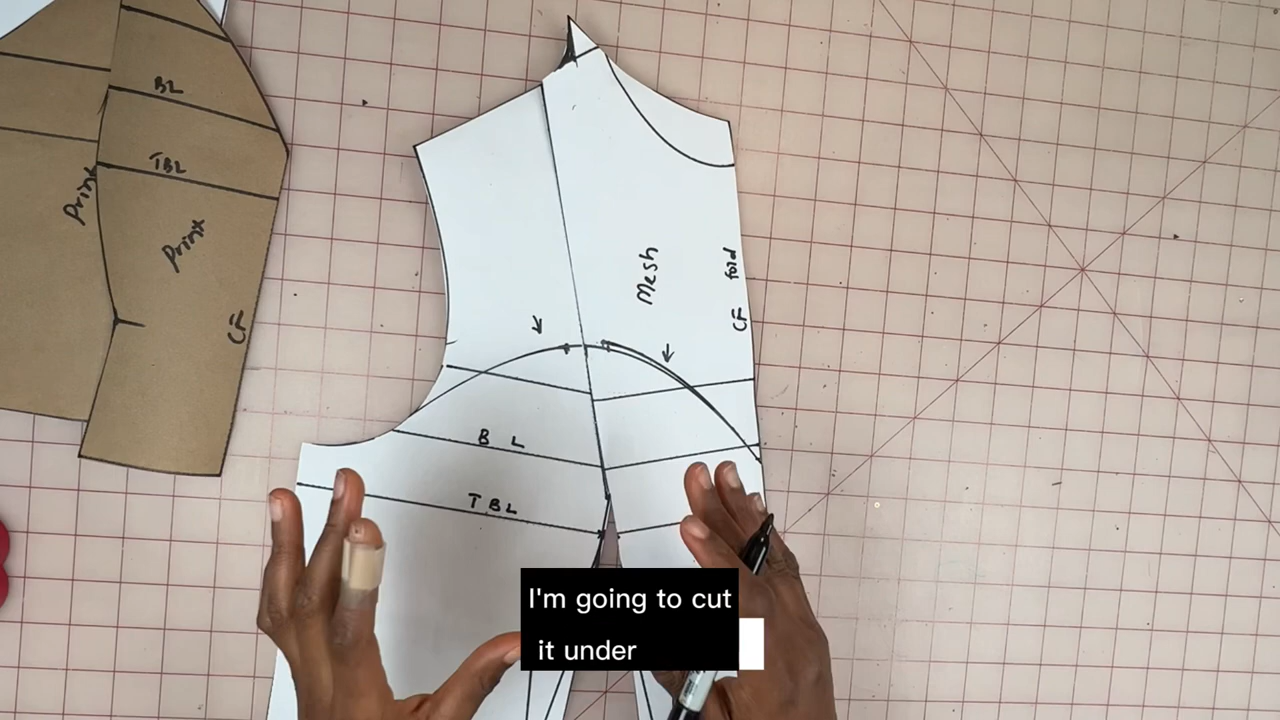 BL
TBL
Print
Print
CF
Mesh
CF fold
B L
T B L
I'm going to cut
it under